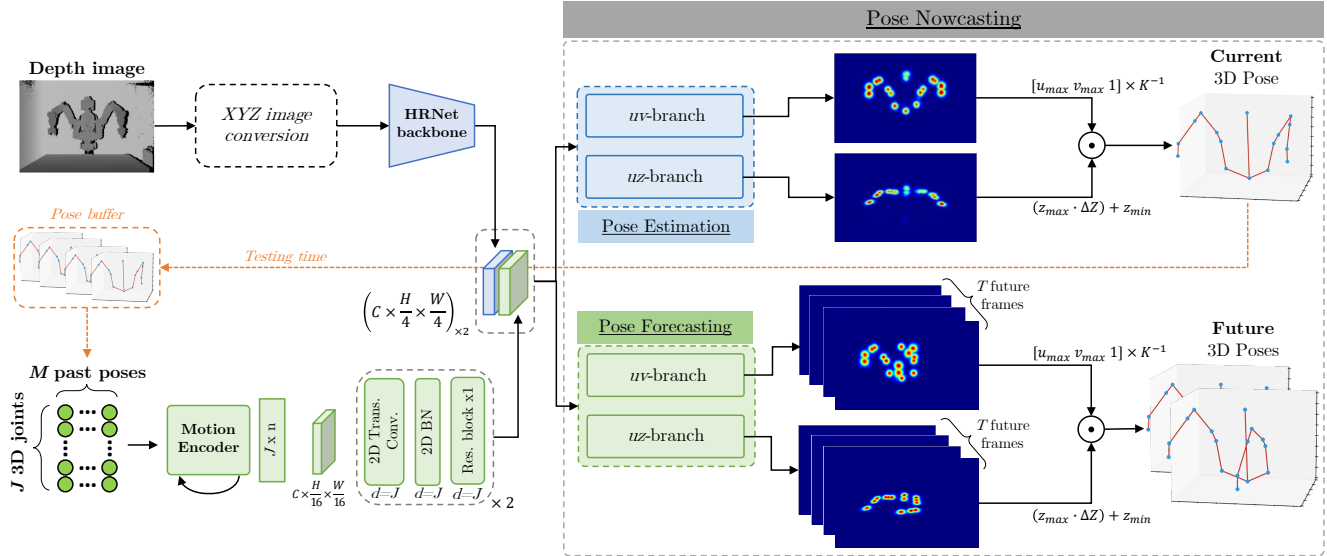 Pose Nowcasting
Depth image
XYZ image
conversion
HRNet
backbone
uv-branch
uz-branch
Pose Estimation
[u_max v_max 1] × K⁻¹
(z_max · ΔZ) + z_min
Current
3D Pose
Pose buffer
Testing time
(C × H/4 × W/4)×2
Pose Forecasting
uv-branch
uz-branch
T future
frames
T future
frames
[u_max v_max 1] × K⁻¹
(z_max · ΔZ) + z_min
Future
3D Poses
M past poses
J 3D joints
Motion
Encoder
J x n
C × H/16 × W/16
2D Trans.
Conv.
d=J
2D BN
d=J
Res. block x1
d=J
× 2